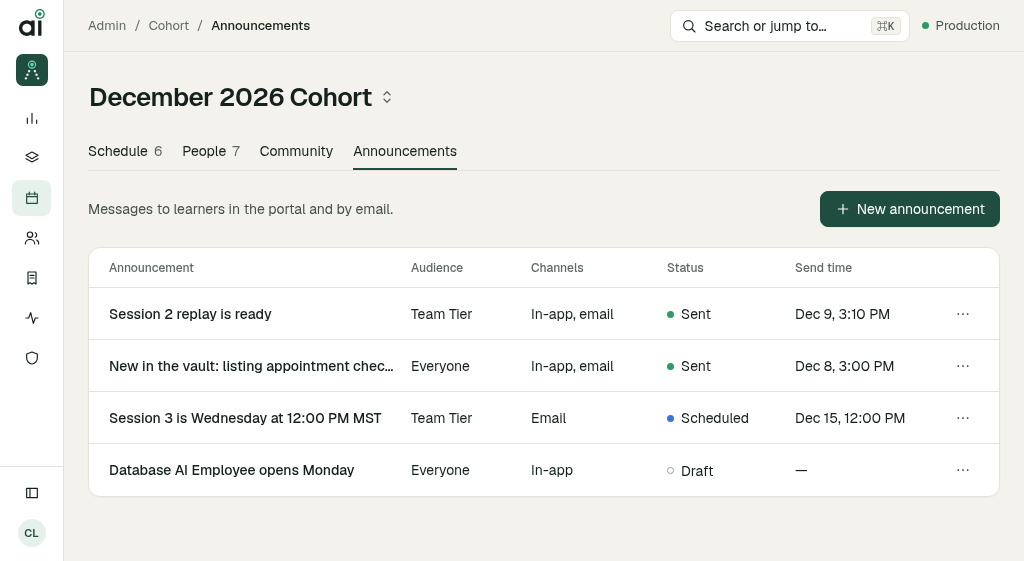 ai
Admin / Cohort / Announcements
Search or jump to…
⌘K
Production
December 2026 Cohort
Schedule 6 People 7 Community Announcements
Messages to learners in the portal and by email.
+ New announcement
Announcement Audience Channels Status Send time
Session 2 replay is ready Team Tier In-app, email Sent Dec 9, 3:10 PM ···
New in the vault: listing appointment chec… Everyone In-app, email Sent Dec 8, 3:00 PM ···
Session 3 is Wednesday at 12:00 PM MST Team Tier Email Scheduled Dec 15, 12:00 PM ···
Database AI Employee opens Monday Everyone In-app Draft — ···
CL